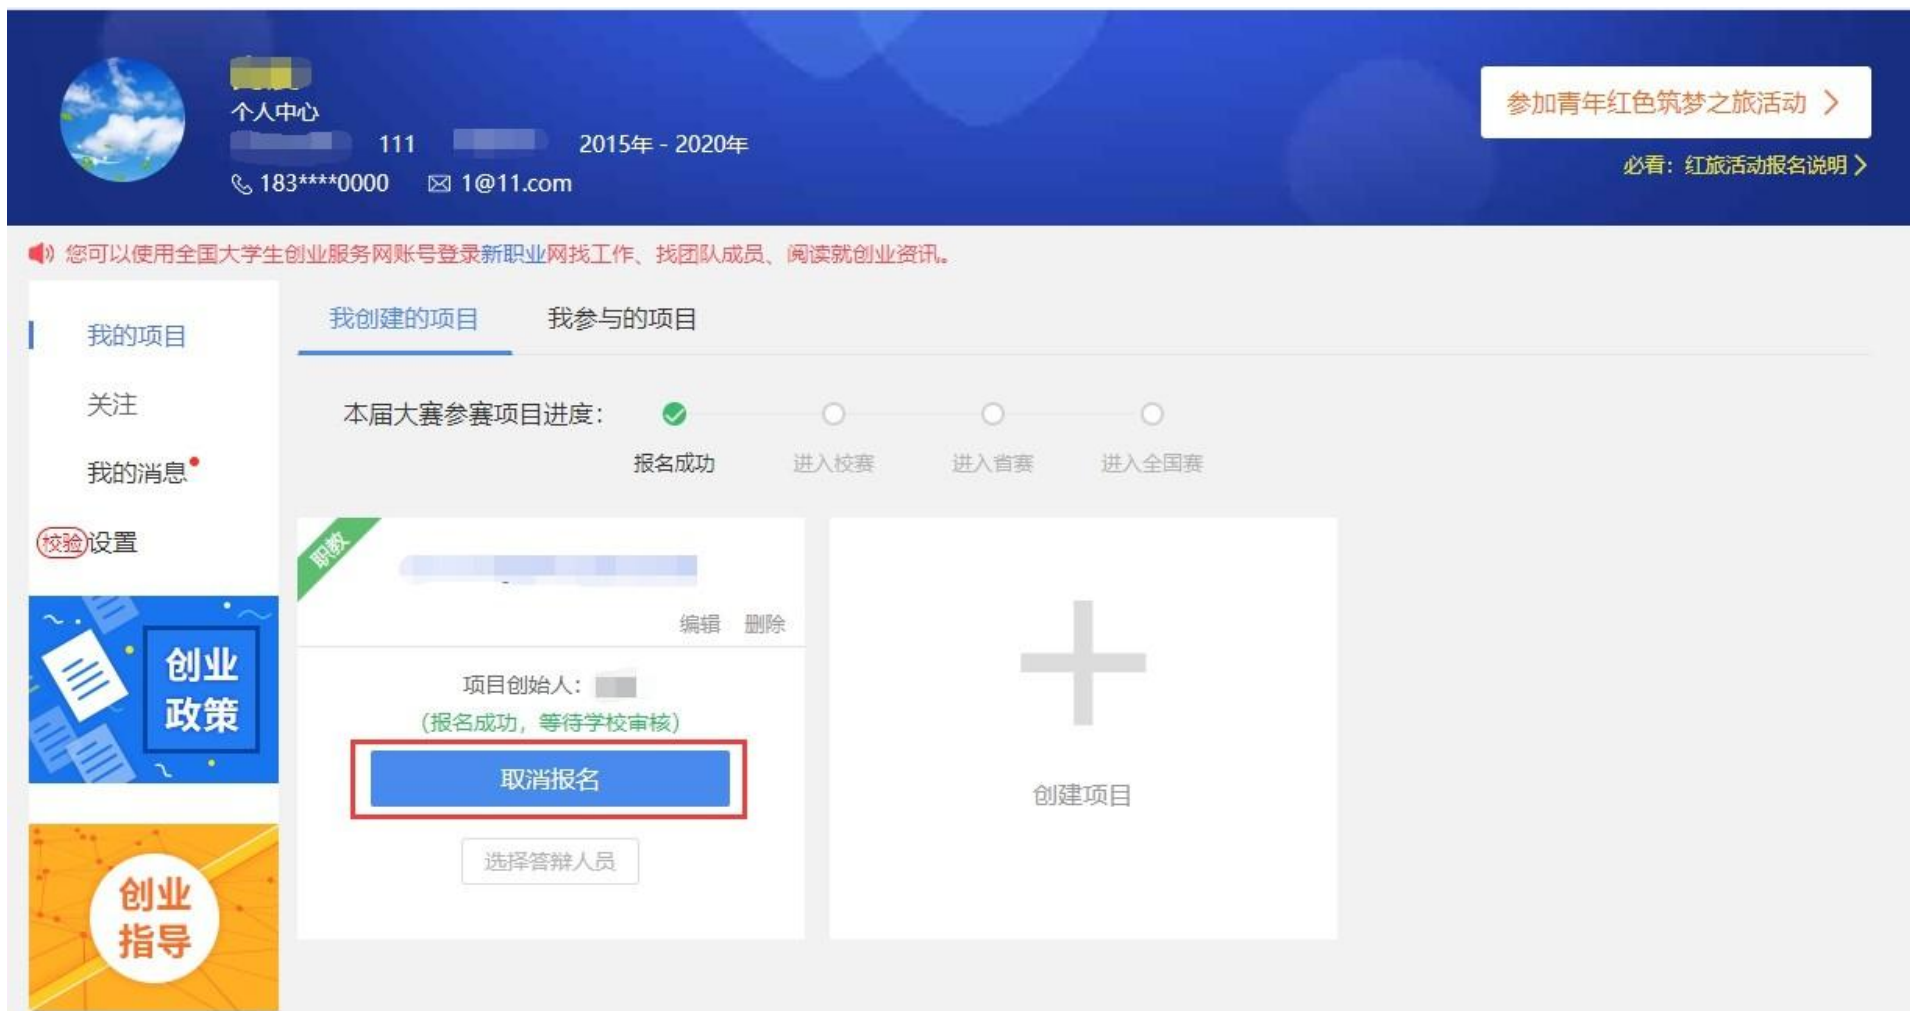 个人中心
111 2015年 - 2020年
183****0000 1@11.com
参加青年红色筑梦之旅活动
必看：红旅活动报名说明
您可以使用全国大学生创业服务网账号登录新职业网找工作、找团队成员、阅读就创业资讯。
我的项目
关注
我的消息
校验 设置
创业
政策
创业
指导
我创建的项目 我参与的项目
本届大赛参赛项目进度：
报名成功 进入校赛 进入省赛 进入全国赛
职教
编辑 删除
项目创始人：
（报名成功，等待学校审核）
取消报名
选择答辩人员
创建项目